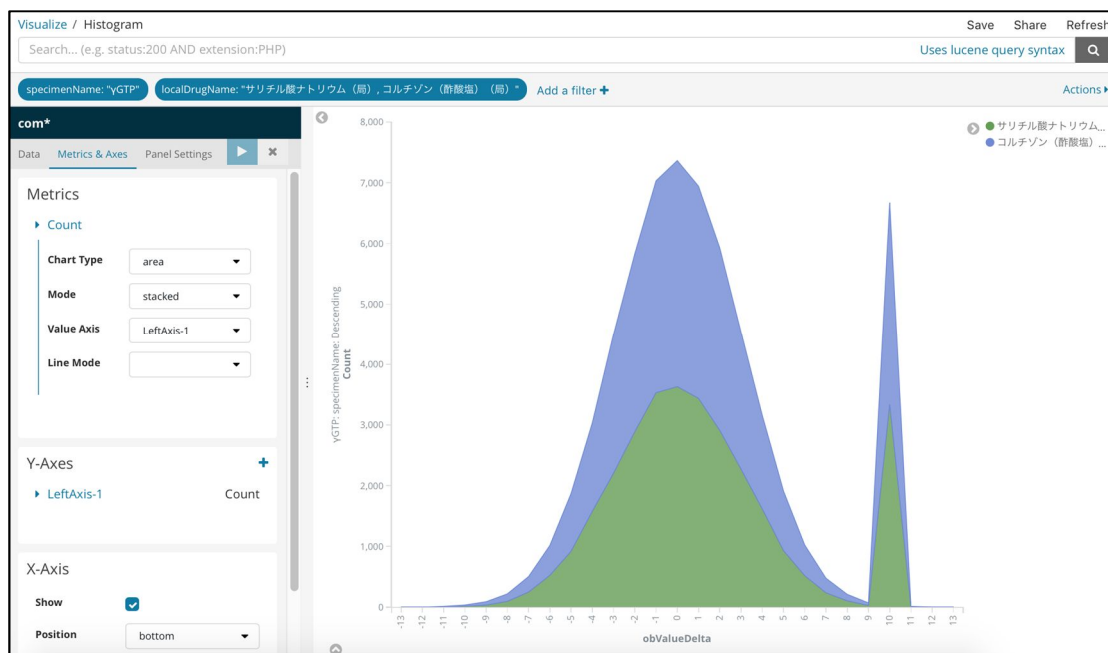 Visualize / Histogram
Save Share Refresh
Search... (e.g. status:200 AND extension:PHP)
Uses lucene query syntax
specimenName: "γGTP" localDrugName: "サリチル酸ナトリウム（局）, コルチゾン（酢酸塩）（局）" Add a filter +
Actions
com*
Data Metrics & Axes Panel Settings
Metrics
Count
Chart Type area
Mode stacked
Value Axis LeftAxis-1
Line Mode
Y-Axes +
LeftAxis-1 Count
X-Axis
Show
Position bottom
γGTP: specimenName: Descending
Count
8,000
7,000
6,000
5,000
4,000
3,000
2,000
1,000
0
-13 -12 -11 -10 -9 -8 -7 -6 -5 -4 -3 -2 -1 0 1 2 3 4 5 6 7 8 9 10 11 12 13
obValueDelta
サリチル酸ナトリウム...
コルチゾン（酢酸塩）...